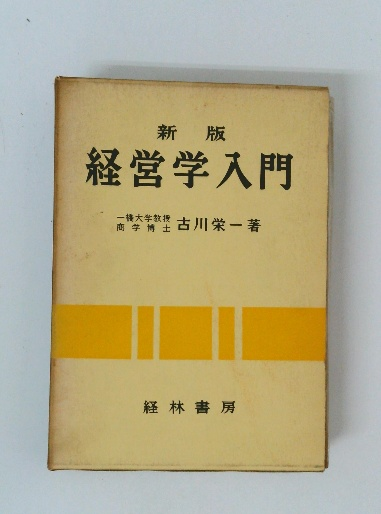 新版
経営学入門
一橋大学教授
商学博士
古川栄一著
経林書房